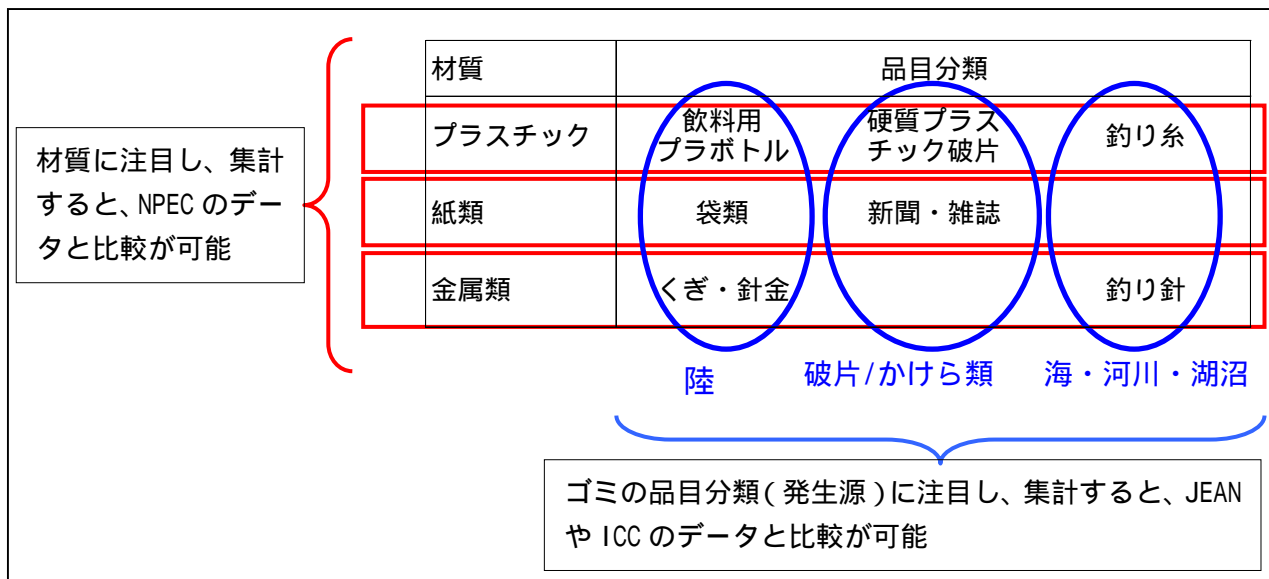 材質に注目し、集計
すると、NPEC のデー
タと比較が可能
材質 品目分類
プラスチック 飲料用 プラボトル 硬質プラス チック破片 釣り糸
紙類 袋類 新聞・雑誌
金属類 くぎ・針金 釣り針
陸 破片/かけら類 海・河川・湖沼
ゴミの品目分類(発生源)に注目し、集計すると、JEAN
や ICC のデータと比較が可能